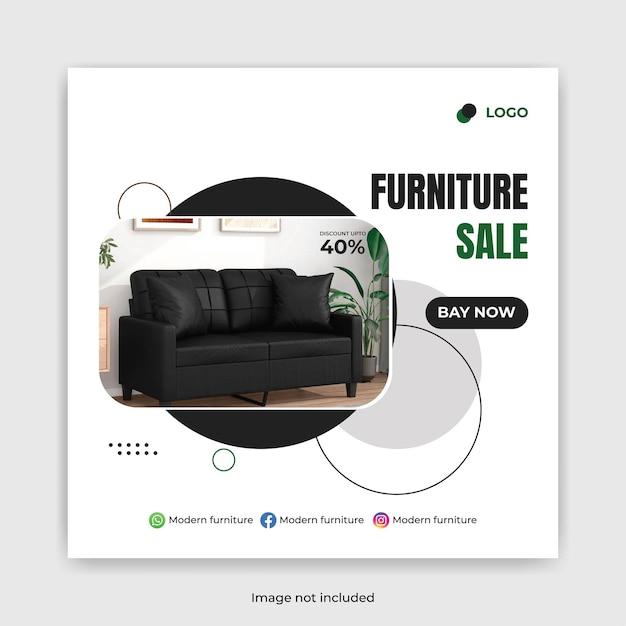 LOGO
FURNITURE
SALE
DISCOUNT UPTO
40%
BAY NOW
Modern furniture Modern furniture Modern furniture
Image not included